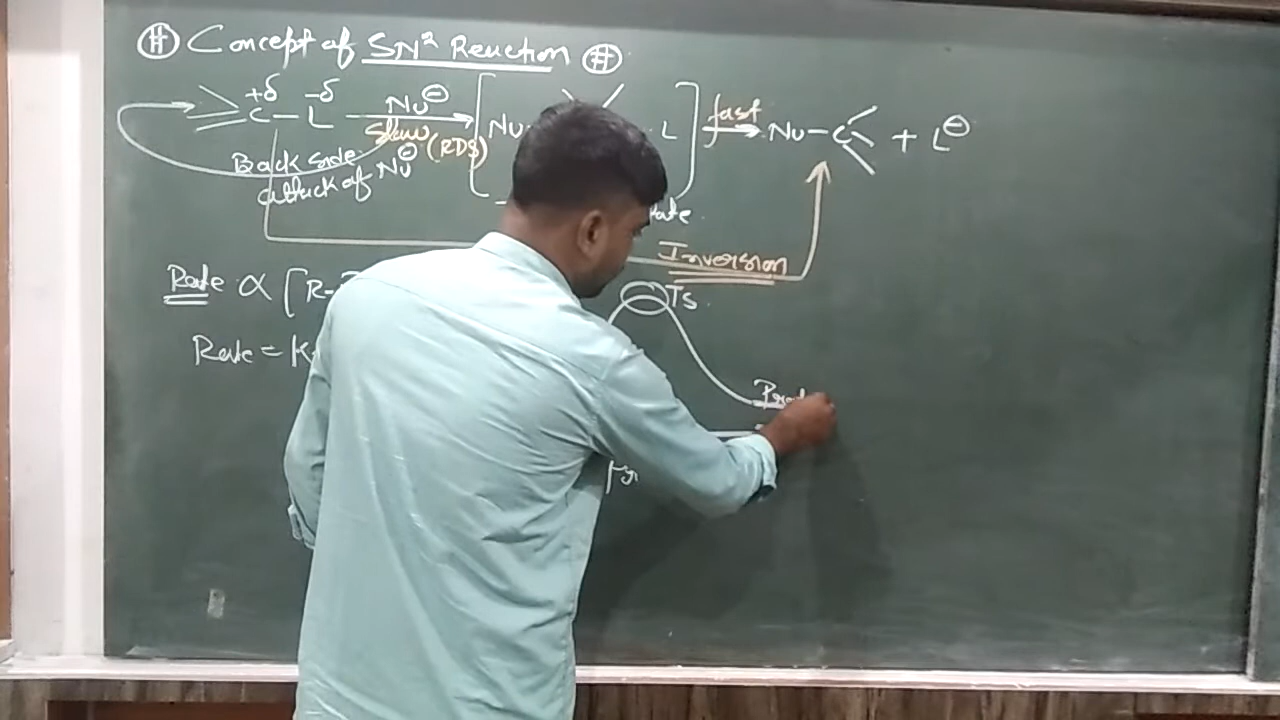 # Concept of SN² Reaction #
+δ -δ
C - L Nu⊖ [Nu L] fast Nu - C + L⊖
Slow (RDS)
Back side
attack of Nu⊖
Inversion
Rate ∝ [R-
Ts.
Rate = K